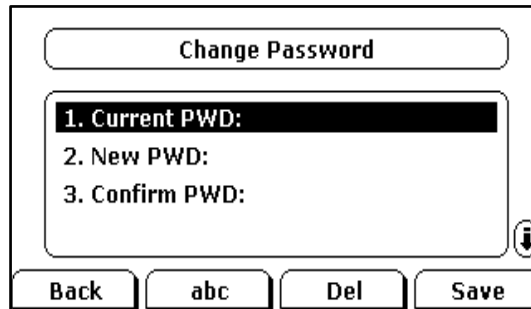 Change Password
1. Current PWD:
2. New PWD:
3. Confirm PWD:
Back abc Del Save